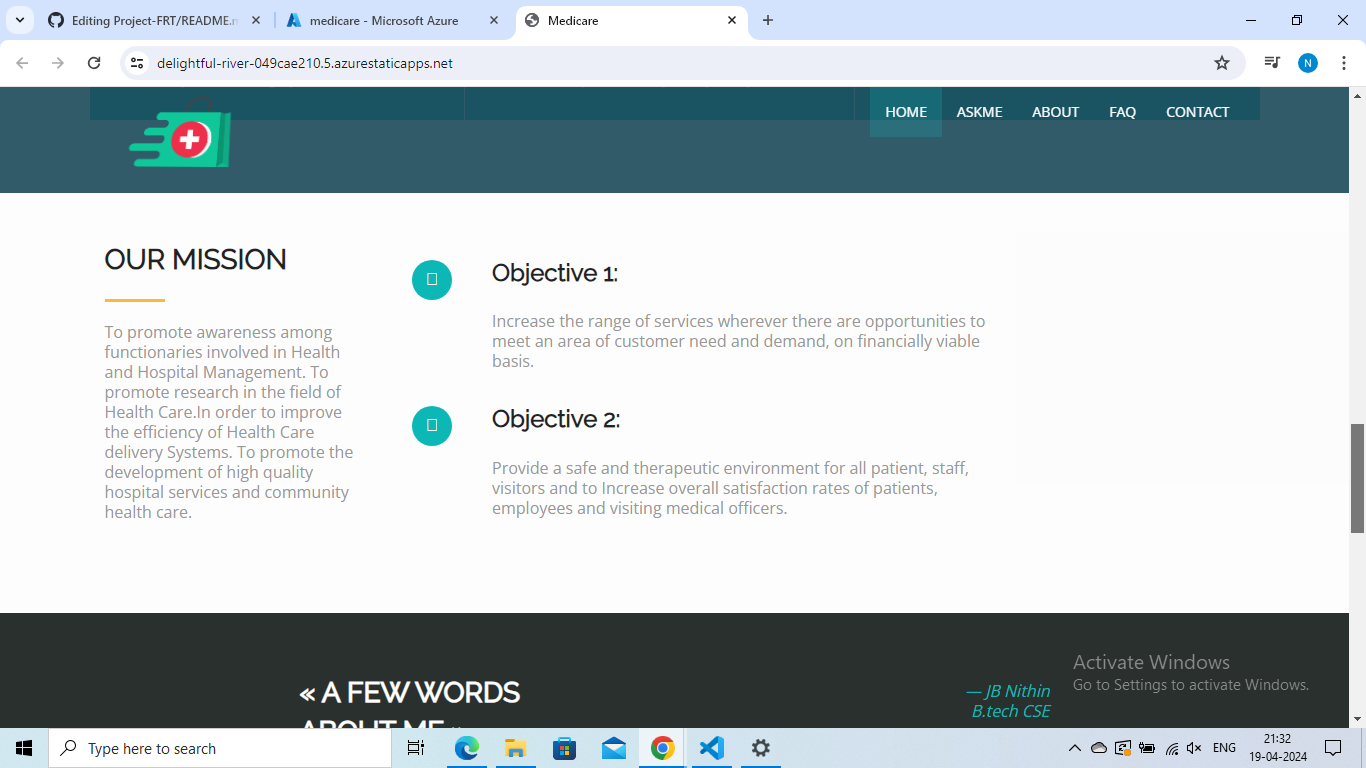 Editing Project-FRT/README.m
medicare - Microsoft Azure
Medicare
delightful-river-049cae210.5.azurestaticapps.net
N
HOME
ASKME
ABOUT
FAQ
CONTACT
OUR MISSION
To promote awareness among
functionaries involved in Health
and Hospital Management. To
promote research in the field of
Health Care.In order to improve
the efficiency of Health Care
delivery Systems. To promote the
development of high quality
hospital services and community
health care.
Objective 1:
Increase the range of services wherever there are opportunities to
meet an area of customer need and demand, on financially viable
basis.
Objective 2:
Provide a safe and therapeutic environment for all patient, staff,
visitors and to Increase overall satisfaction rates of patients,
employees and visiting medical officers.
« A FEW WORDS
ABOUT ME »
— JB Nithin
B.tech CSE
Activate Windows
Go to Settings to activate Windows.
Type here to search
ENG
21:32
19-04-2024